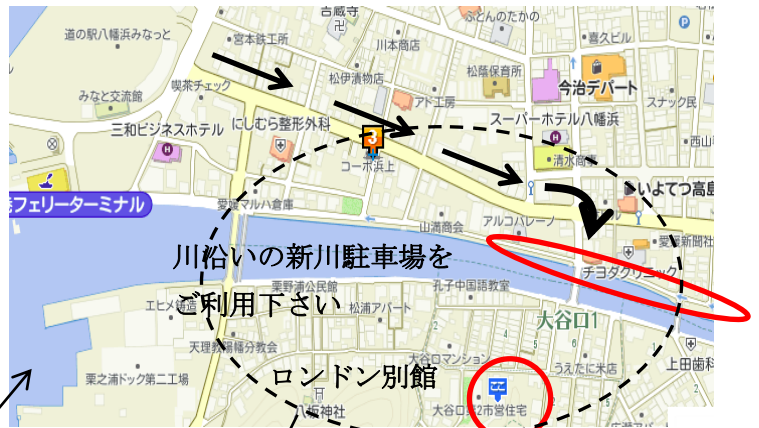 吉蔵寺
ふとんのたかの
道の駅八幡浜みなっと
宮本鉄工所
川本商店
喜久ビル
P
喫茶チェック
松伊漬物店
松蔭保育所
今治デパート
みなと交流館
アド工房
スナック民
三和ビジネスホテル
にしむら整形外科
スーパーホテル八幡浜
H
3
コーポ浜上
清水商事
西山
いよてつ高島
フェリーターミナル
愛媛マルハ倉庫
山満商会
アルコバレーノ
愛媛新聞社
川沿いの新川駐車場を
チヨダクリニック
栗野浦公民館
孔子中国語教室
ご利用下さい
エヒメ鋳造
松浦アパート
大谷口1
天理教陽幡分教会
大谷口マンション
うえたに米店
上田歯科
栗之浦ドック第二工場
ロンドン別館
八坂神社
大谷口第2市営住宅